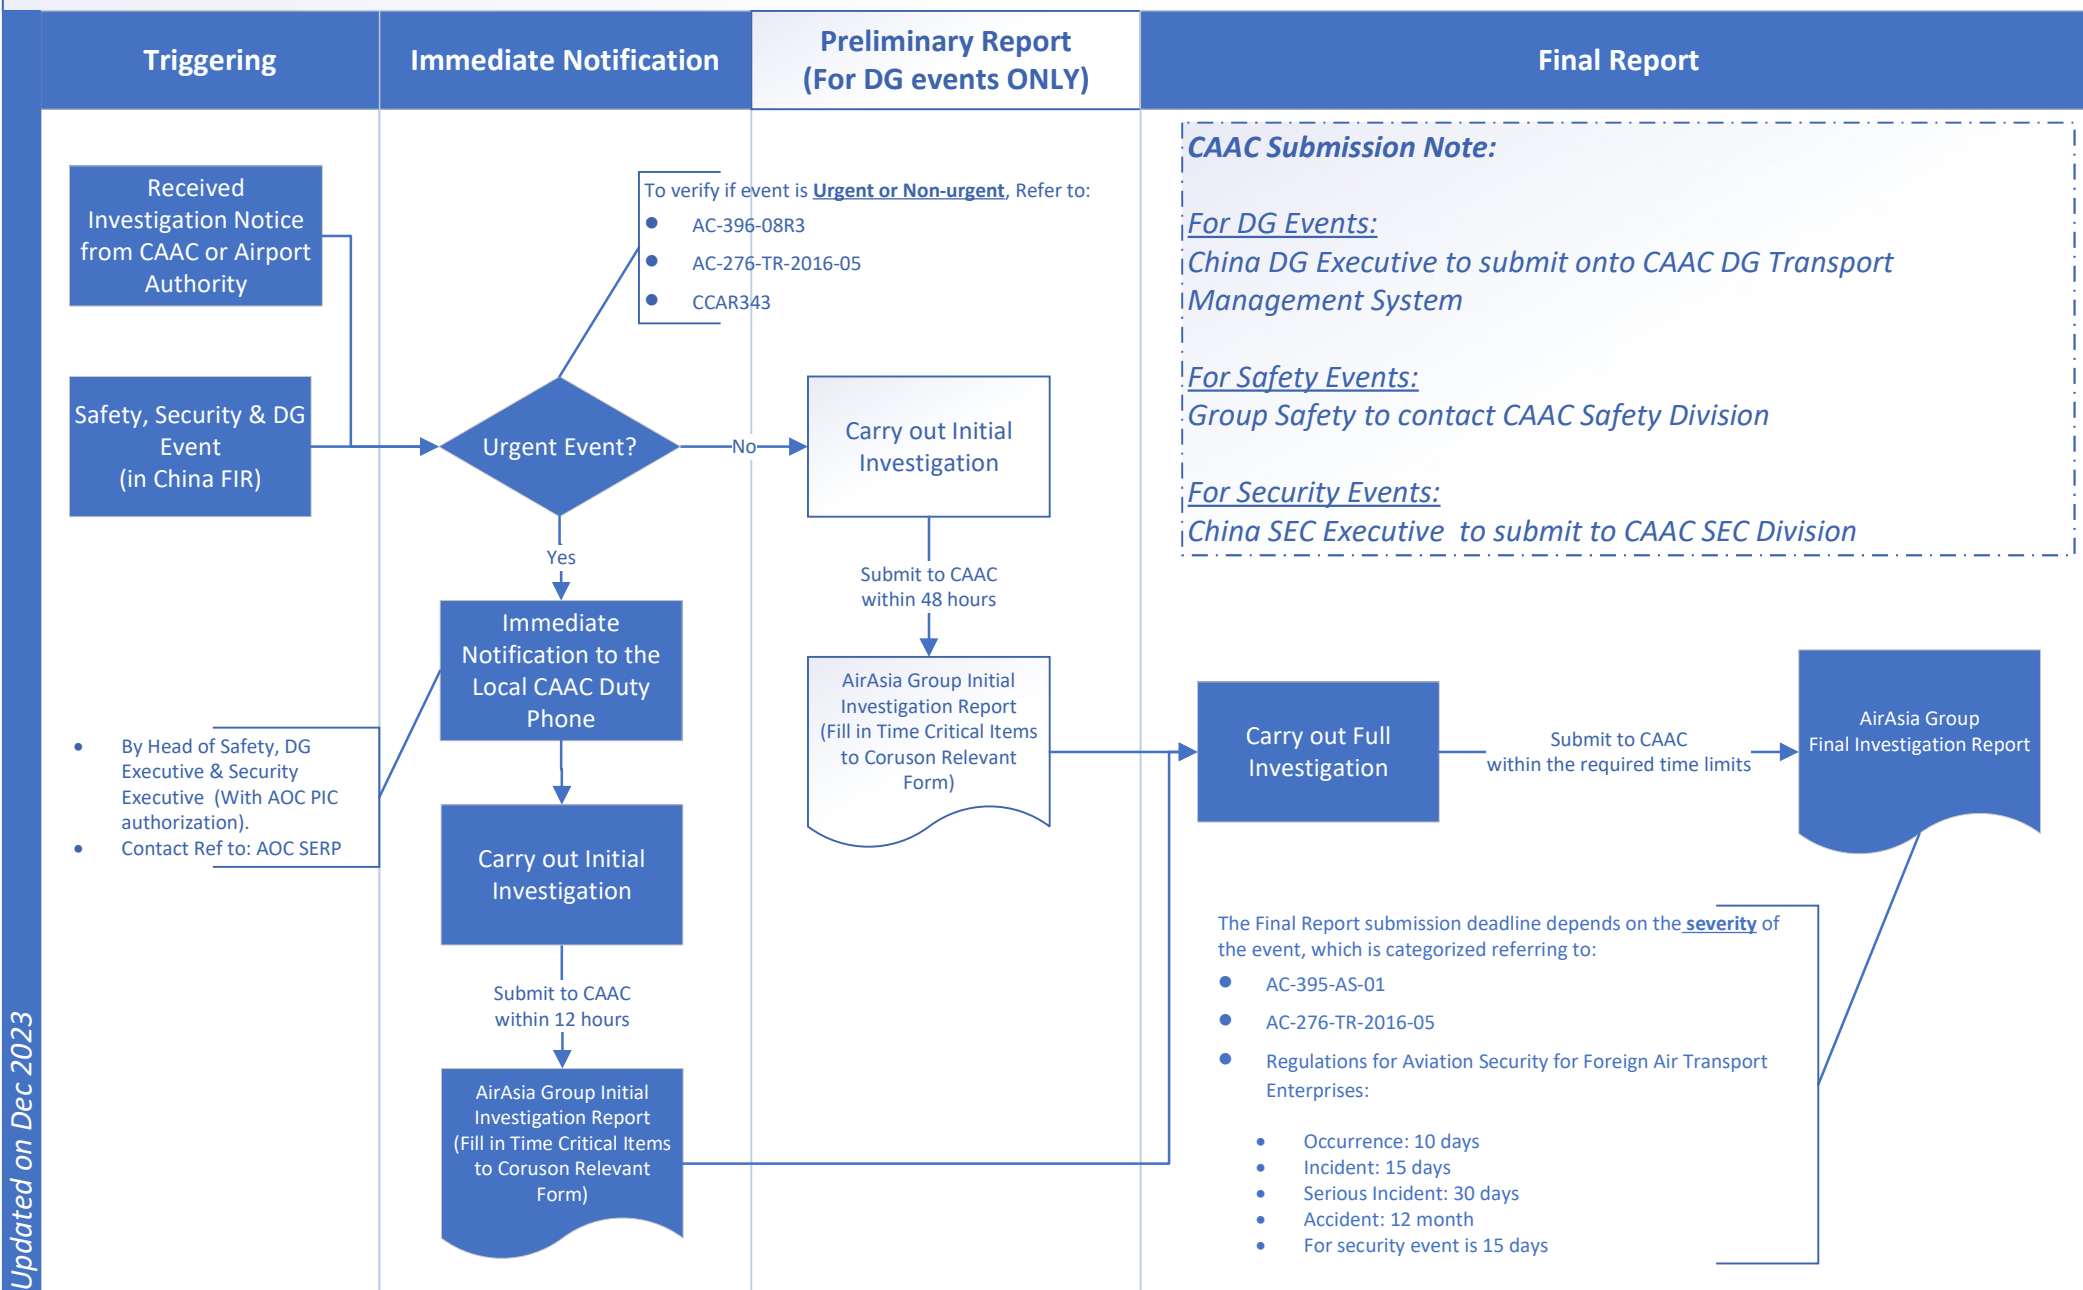 Triggering
Immediate Notification
Preliminary Report
(For DG events ONLY)
Final Report
Received
Investigation Notice
from CAAC or Airport
Authority
Safety, Security & DG
Event
(in China FIR)
To verify if event is Urgent or Non-urgent, Refer to:
● AC-396-08R3
● AC-276-TR-2016-05
● CCAR343
Urgent Event?
No
Yes
Immediate
Notification to the
Local CAAC Duty
Phone
• By Head of Safety, DG
Executive & Security
Executive (With AOC PIC
authorization).
• Contact Ref to: AOC SERP
Carry out Initial
Investigation
Submit to CAAC
within 12 hours
AirAsia Group Initial
Investigation Report
(Fill in Time Critical Items
to Coruson Relevant
Form)
Carry out Initial
Investigation
Submit to CAAC
within 48 hours
AirAsia Group Initial
Investigation Report
(Fill in Time Critical Items
to Coruson Relevant
Form)
CAAC Submission Note:
For DG Events:
China DG Executive to submit onto CAAC DG Transport
Management System
For Safety Events:
Group Safety to contact CAAC Safety Division
For Security Events:
China SEC Executive to submit to CAAC SEC Division
Carry out Full
Investigation
Submit to CAAC
within the required time limits
AirAsia Group
Final Investigation Report
The Final Report submission deadline depends on the severity of
the event, which is categorized referring to:
● AC-395-AS-01
● AC-276-TR-2016-05
● Regulations for Aviation Security for Foreign Air Transport
Enterprises:
• Occurrence: 10 days
• Incident: 15 days
• Serious Incident: 30 days
• Accident: 12 month
• For security event is 15 days
Updated on Dec 2023